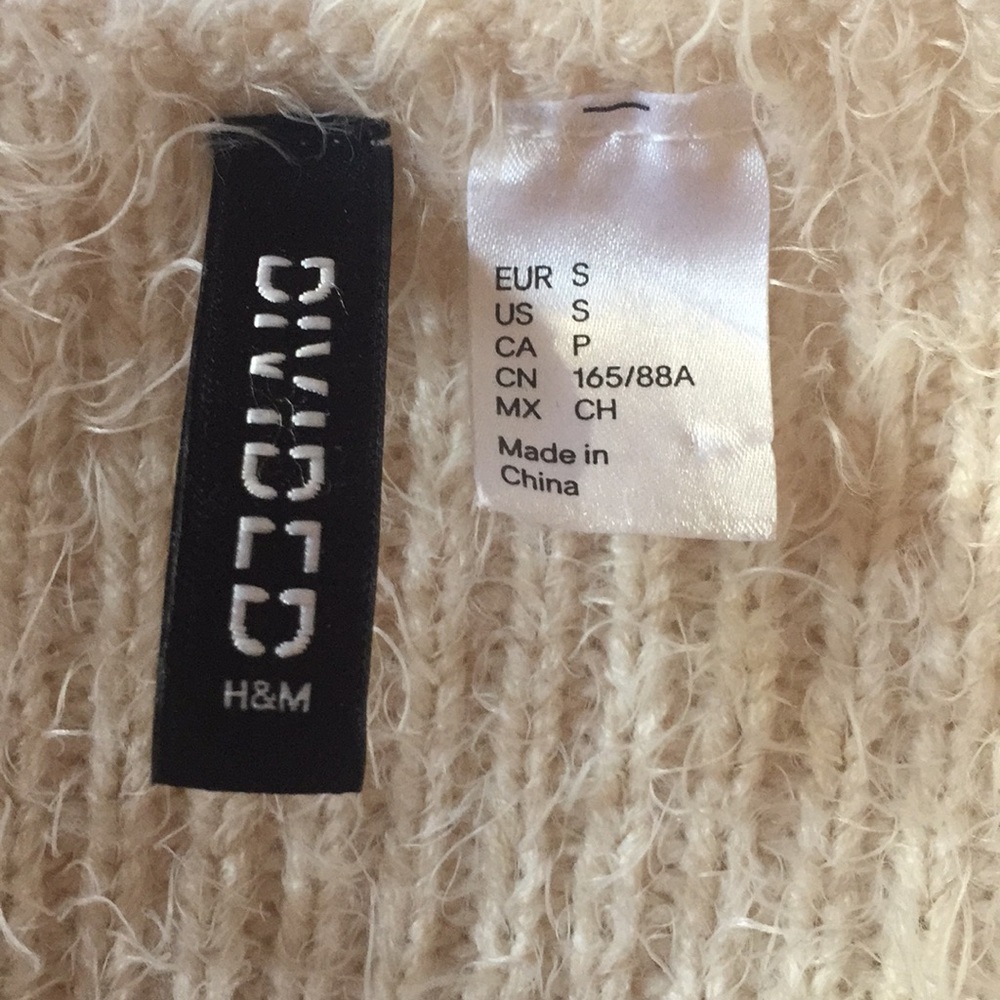 DIVIDED
H&M
EUR S
US S
CA P
CN 165/88A
MX CH
Made in
China